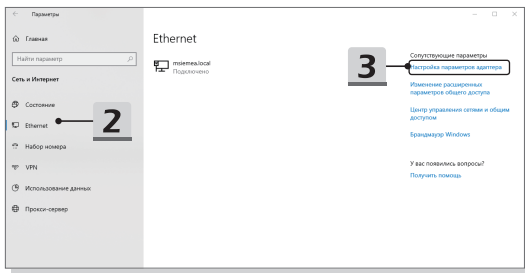 Параметры
Главная
Найти параметр
Сеть и Интернет
Состояние
Ethernet
Набор номера
VPN
Использование данных
Прокси-сервер
2
Ethernet
msiemea.local
Подключено
3
Сопутствующие параметры
Настройка параметров адаптера
Изменение расширенных
параметров общего доступа
Центр управления сетями и общим
доступом
Брандмауэр Windows
У вас появились вопросы?
Получить помощь